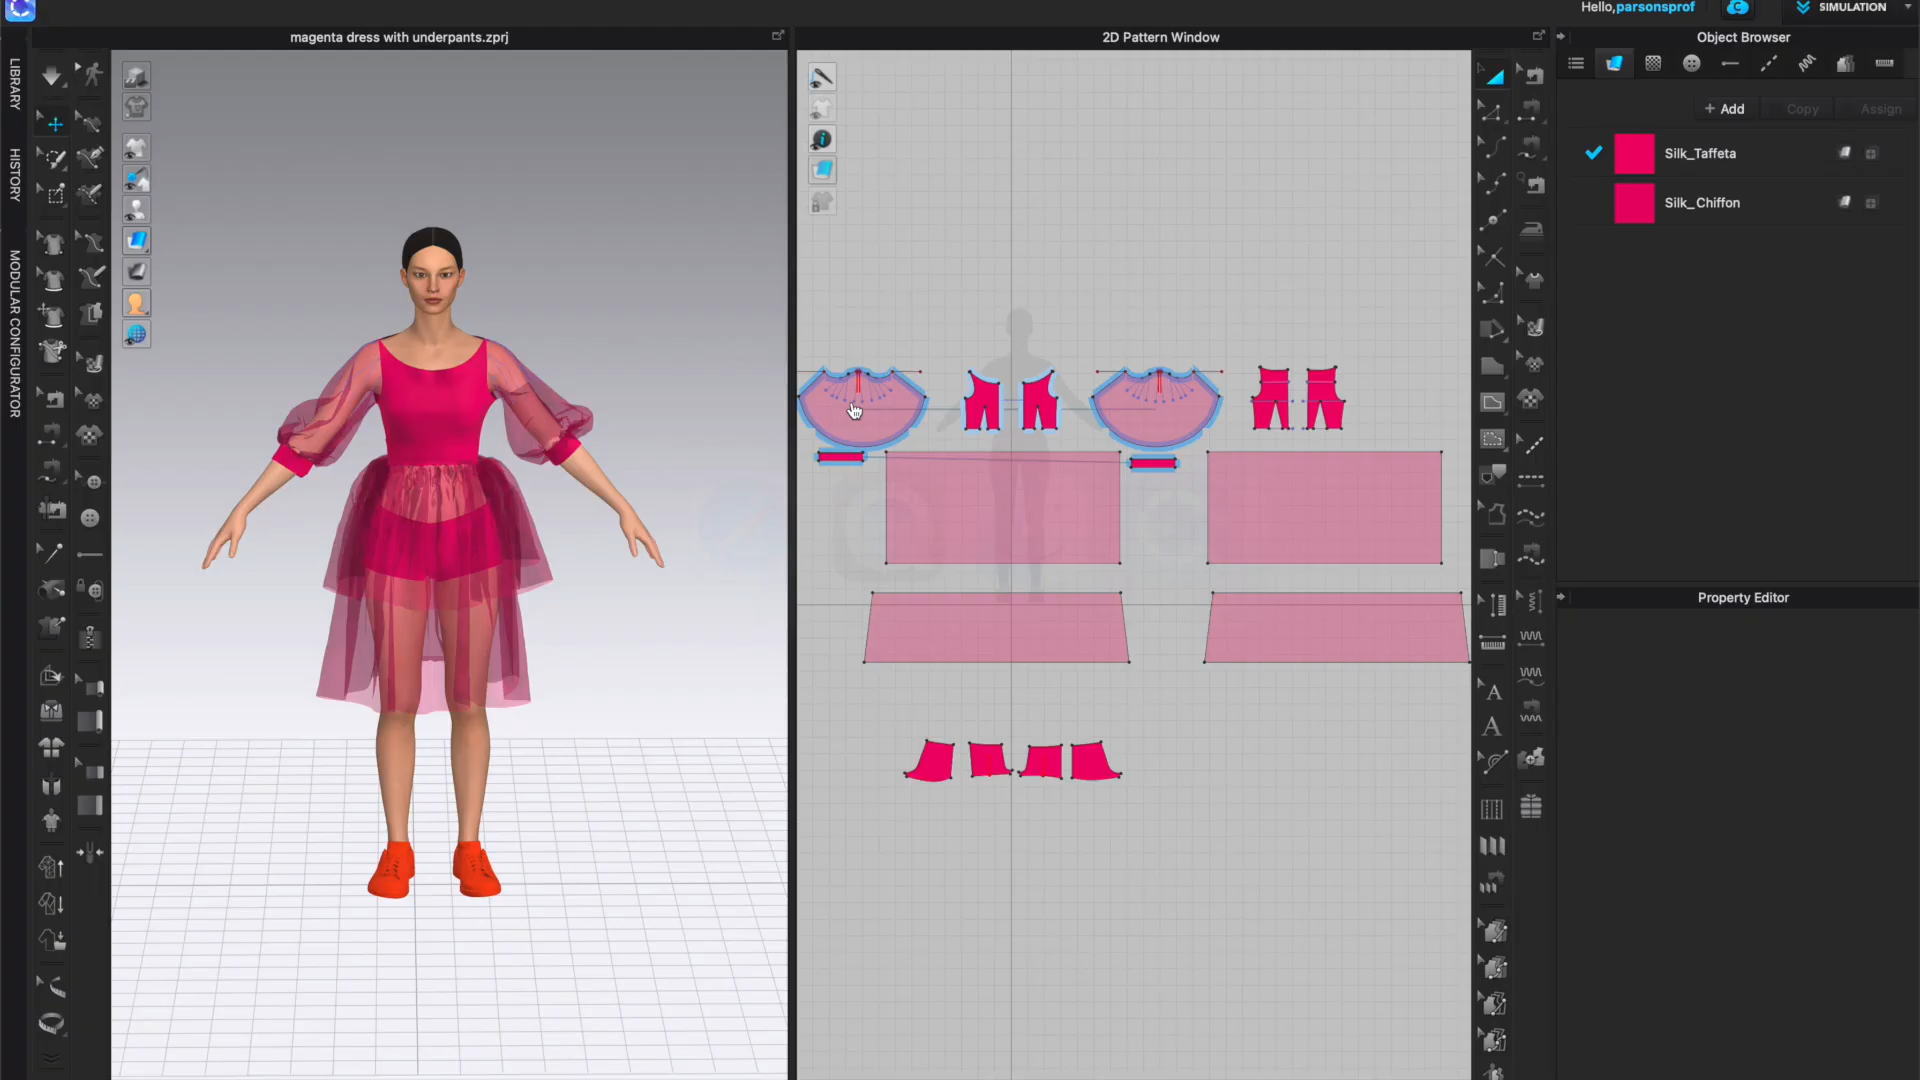 Hello,parsonsprof
SIMULATION
magenta dress with underpants.zprj
2D Pattern Window
Object Browser
LIBRARY
HISTORY
MODULAR CONFIGURATOR
+ Add
Copy
Assign
Silk_Taffeta
Silk_Chiffon
Property Editor
A
A